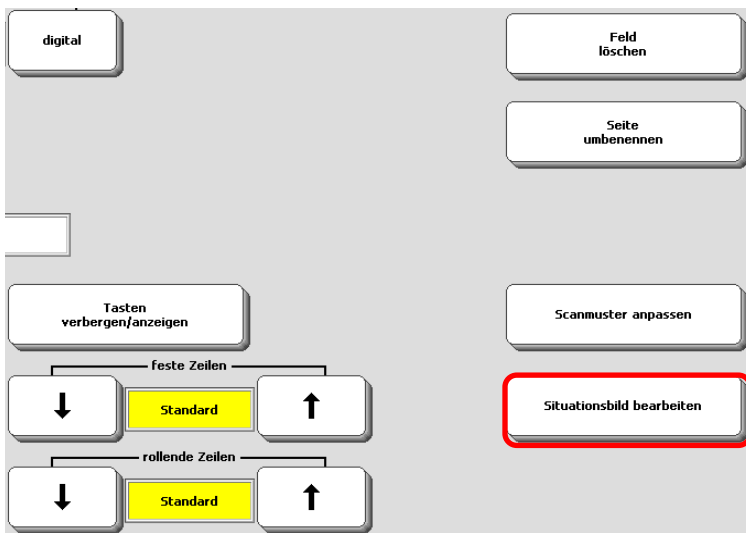 digital
Feld
löschen
Seite
umbenennen
Tasten
verbergen/anzeigen
Scanmuster anpassen
feste Zeilen
↓
Standard
↑
Situationsbild bearbeiten
rollende Zeilen
↓
Standard
↑